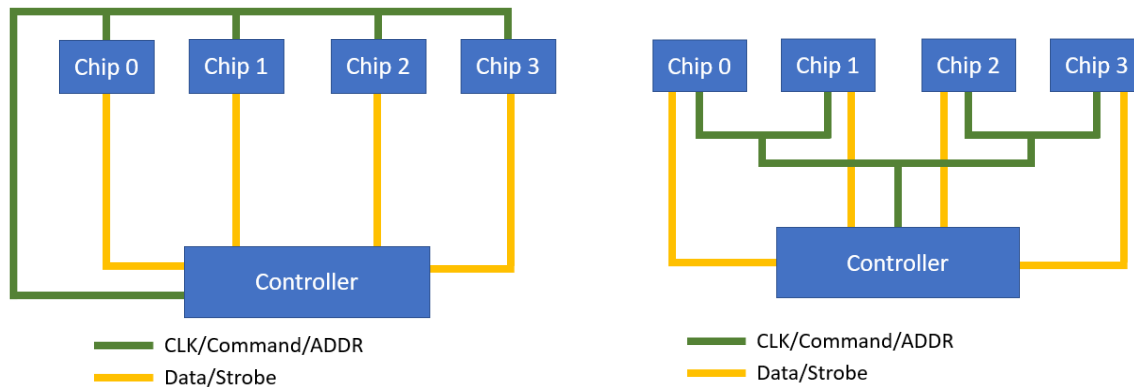 Chip 0
Chip 1
Chip 2
Chip 3
Controller
CLK/Command/ADDR
Data/Strobe
Chip 0
Chip 1
Chip 2
Chip 3
Controller
CLK/Command/ADDR
Data/Strobe